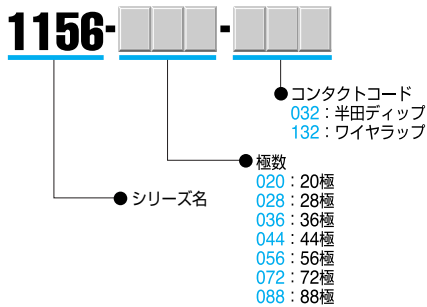 1156-□□□-□□□
コンタクトコード
032：半田ディップ
132：ワイヤラップ
極数
020：20極
028：28極
036：36極
044：44極
056：56極
072：72極
088：88極
シリーズ名